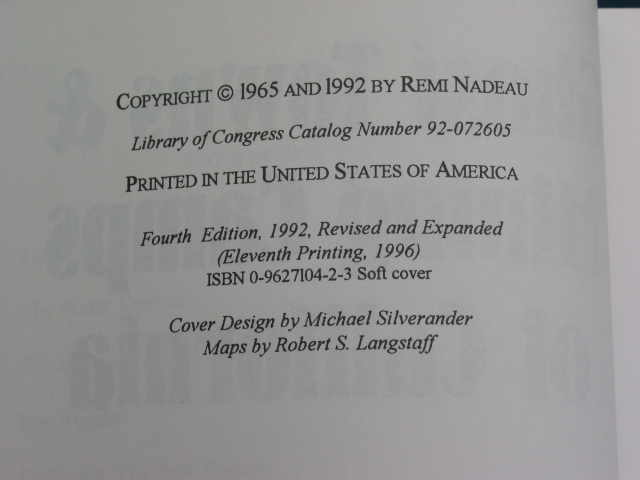 COPYRIGHT © 1965 AND 1992 BY REMI NADEAU
Library of Congress Catalog Number 92-072605
PRINTED IN THE UNITED STATES OF AMERICA
Fourth Edition, 1992, Revised and Expanded
(Eleventh Printing, 1996)
ISBN 0-9627104-2-3 Soft cover
Cover Design by Michael Silverander
Maps by Robert S. Langstaff